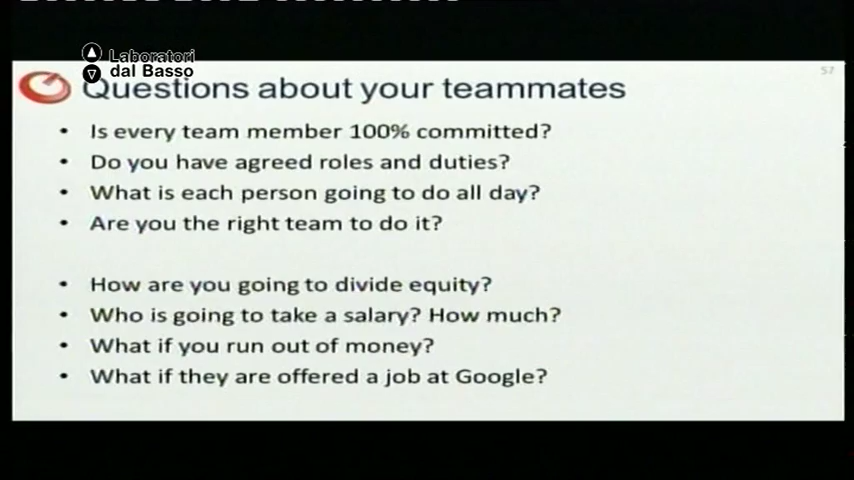 Laboratori
dal Basso
57
Questions about your teammates
• Is every team member 100% committed?
• Do you have agreed roles and duties?
• What is each person going to do all day?
• Are you the right team to do it?
• How are you going to divide equity?
• Who is going to take a salary? How much?
• What if you run out of money?
• What if they are offered a job at Google?